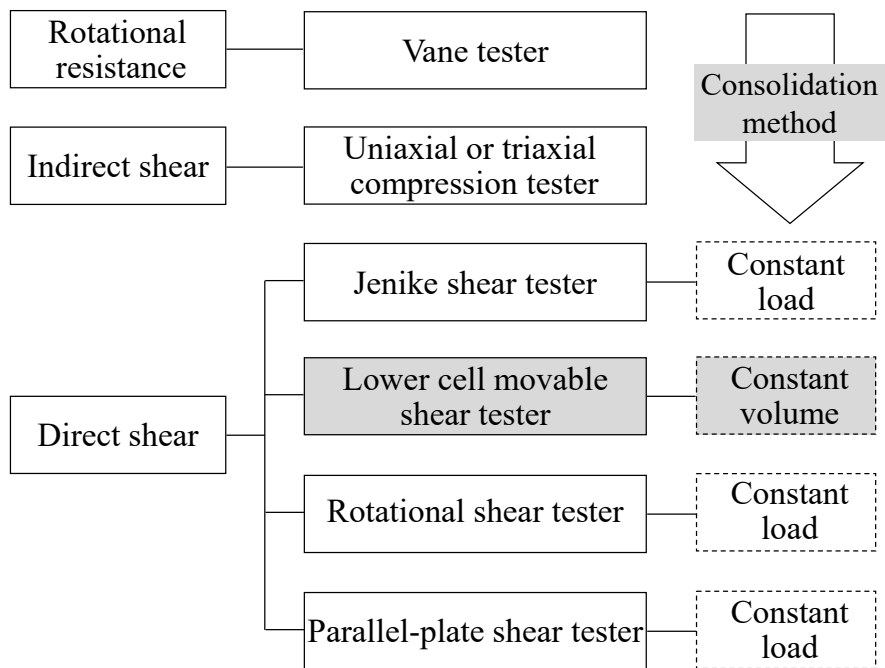 Rotational
resistance
Vane tester
Consolidation
method
Indirect shear
Uniaxial or triaxial
compression tester
Direct shear
Jenike shear tester
Constant
load
Lower cell movable
shear tester
Constant
volume
Rotational shear tester
Constant
load
Parallel-plate shear tester
Constant
load